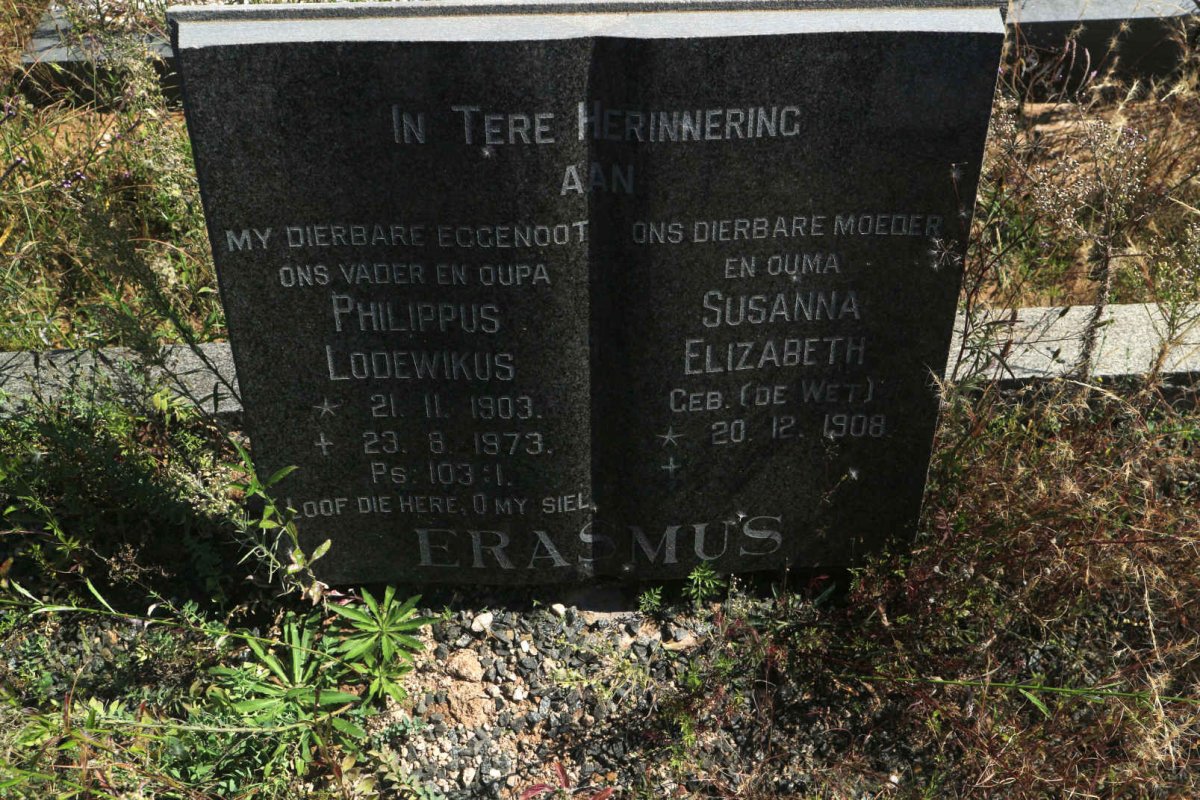 IN TERE HERINNERING
AAN
MY DIERBARE EGGENOOT
ONS VADER EN OUPA
PHILIPPUS
LODEWIKUS
* 21. 11. 1903.
+ 23. 8. 1973.
PS. 103:1.
LOOF DIE HERE, O MY SIEL.
ONS DIERBARE MOEDER
EN OUMA
SUSANNA
ELIZABETH
GEB. (DE WET)
* 20. 12. 1908
+
ERASMUS